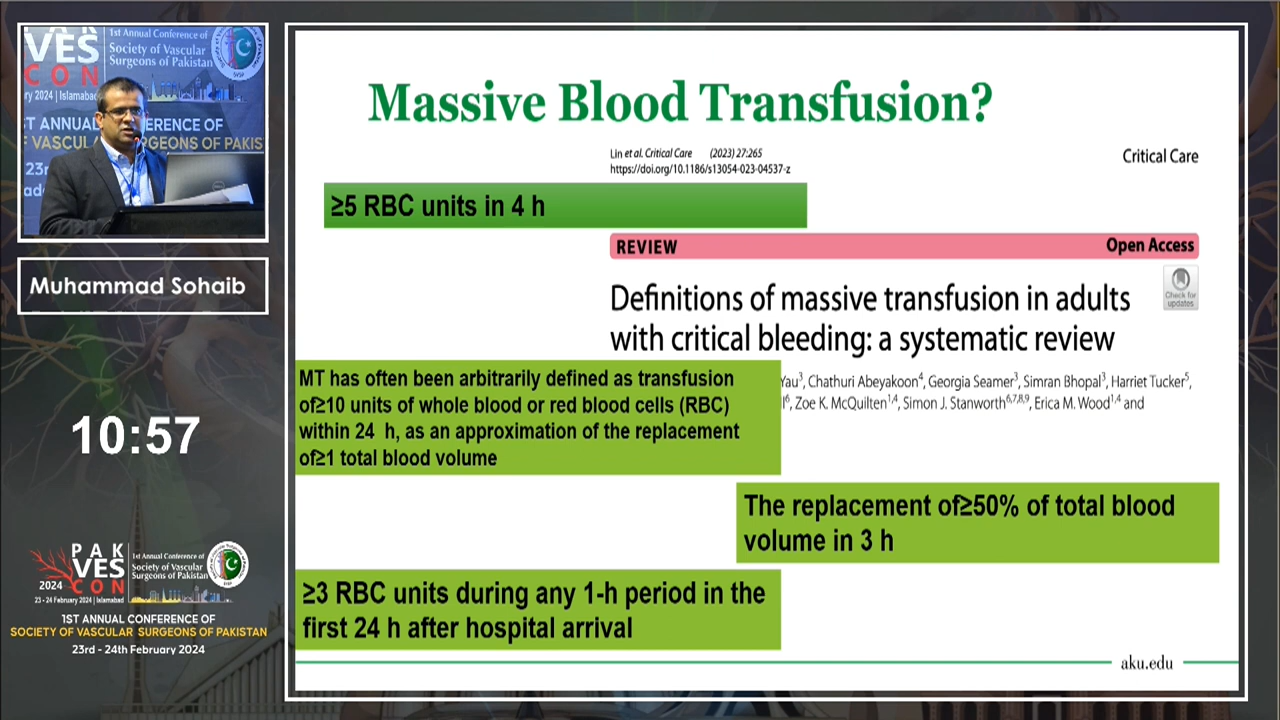 PAK
VES
CON
1st Annual Conference of
Society of Vascular
Surgeons of Pakistan
ry 2024 | Islamabad
ST ANNUAL CONFERENCE OF
F VASCUL RGEONS OF PAKIS
23r
Muhammad Sohaib
10:57
PAK
VES
CON
2024
23 - 24 February 2024 | Islamabad
1st Annual Conference of
Society of Vascular
Surgeons of Pakistan
1ST ANNUAL CONFERENCE OF
SOCIETY OF VASCULAR SURGEONS OF PAKISTAN
23rd - 24th February 2024
Massive Blood Transfusion?
Lin et al. Critical Care (2023) 27:265
https://doi.org/10.1186/s13054-023-04537-z
Critical Care
≥5 RBC units in 4 h
REVIEW
Open Access
Definitions of massive transfusion in adults
with critical bleeding: a systematic review
Check for
updates
Yau3, Chathuri Abeyakoon4, Georgia Seamer3, Simran Bhopal3, Harriet Tucker5,
l6, Zoe K. McQuilten1,4, Simon J. Stanworth6,7,8,9, Erica M. Wood1,4 and
MT has often been arbitrarily defined as transfusion
of≥10 units of whole blood or red blood cells (RBC)
within 24 h, as an approximation of the replacement
of≥1 total blood volume
The replacement of≥50% of total blood
volume in 3 h
≥3 RBC units during any 1-h period in the
first 24 h after hospital arrival
aku.edu